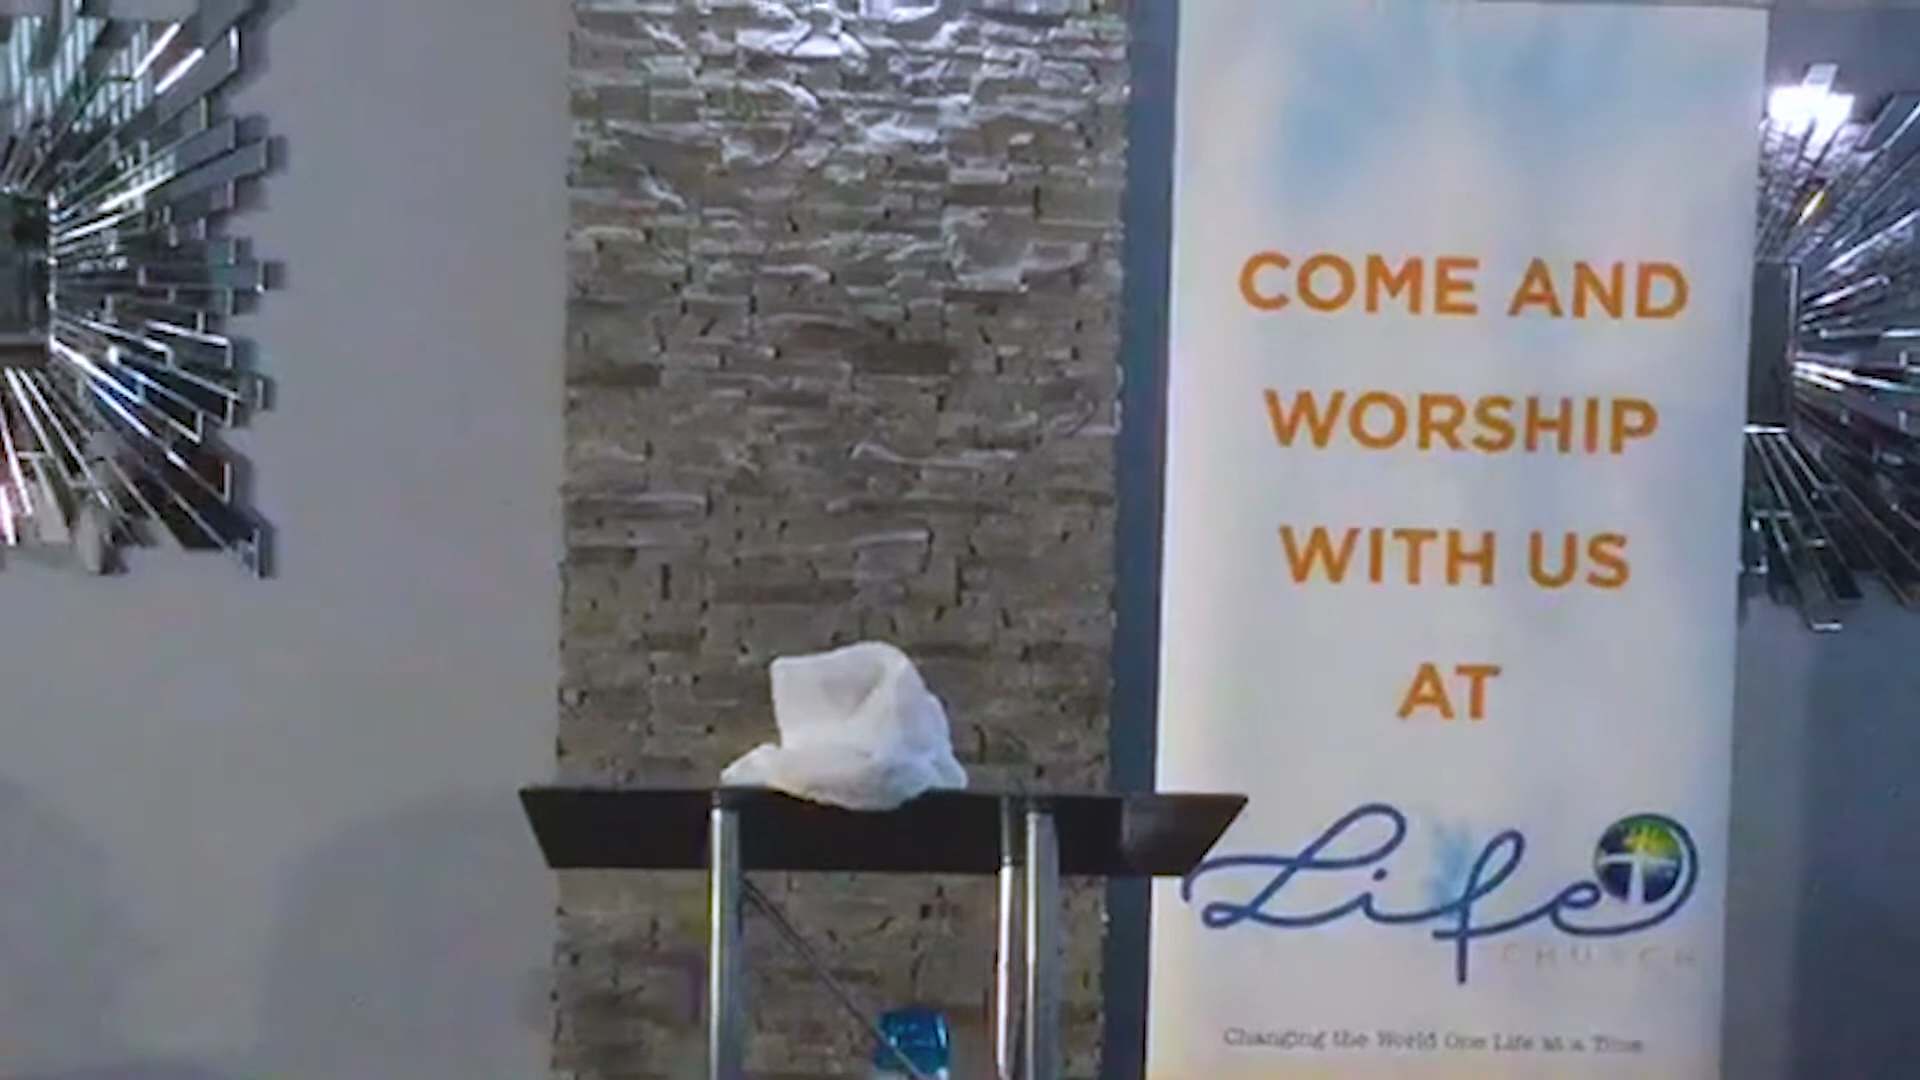 COME AND
WORSHIP
WITH US
AT
Life
CHURCH
Changing the World One Life at a Time